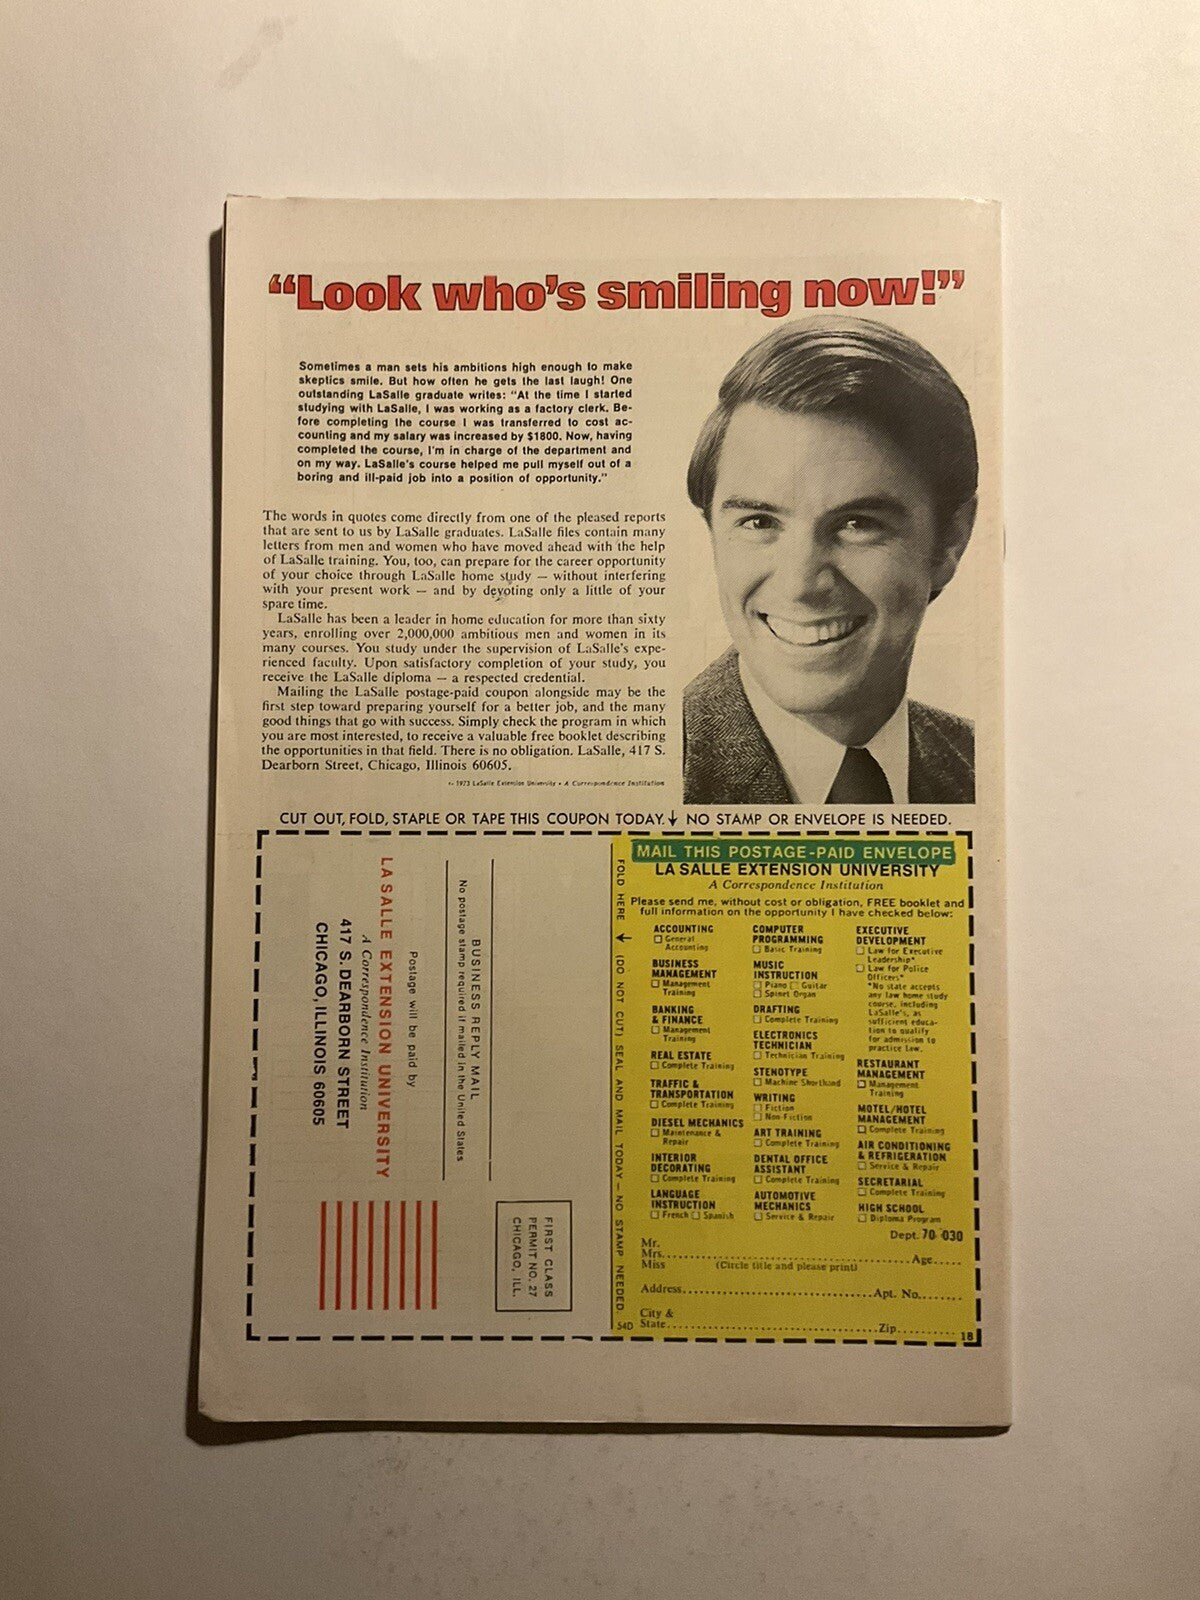 “Look who's smiling now!”
Sometimes a man sets his ambitions high enough to make
skeptics smile. But how often he gets the last laugh! One
outstanding LaSalle graduate writes: "At the time I started
studying with LaSalle, I was working as a factory clerk. Be-
fore completing the course I was transferred to cost ac-
counting and my salary was increased by $1800. Now, having
completed the course, I'm in charge of the department and
on my way. LaSalle's course helped me pull myself out of a
boring and ill-paid job into a position of opportunity."
The words in quotes come directly from one of the pleased reports
that are sent to us by LaSalle graduates. LaSalle files contain many
letters from men and women who have moved ahead with the help
of LaSalle training. You, too, can prepare for the career opportunity
of your choice through LaSalle home study — without interfering
with your present work — and by devoting only a little of your
spare time.
LaSalle has been a leader in home education for more than sixty
years, enrolling over 2,000,000 ambitious men and women in its
many courses. You study under the supervision of LaSalle's expe-
rienced faculty. Upon satisfactory completion of your study, you
receive the LaSalle diploma — a respected credential.
Mailing the LaSalle postage-paid coupon alongside may be the
first step toward preparing yourself for a better job, and the many
good things that go with success. Simply check the program in which
you are most interested, to receive a valuable free booklet describing
the opportunities in that field. There is no obligation. LaSalle, 417 S.
Dearborn Street, Chicago, Illinois 60605.
1973 LaSalle Extension University • A Correspondence Institution
CUT OUT, FOLD, STAPLE OR TAPE THIS COUPON TODAY. ↓ NO STAMP OR ENVELOPE IS NEEDED.
FIRST CLASS
PERMIT NO. 27
CHICAGO, ILL.
BUSINESS REPLY MAIL
No postage stamp required if mailed in the United States
Postage will be paid by
LA SALLE EXTENSION UNIVERSITY
A Correspondence Institution
417 S. DEARBORN STREET
CHICAGO, ILLINOIS 60605
FOLD HERE → (DO NOT CUT) SEAL AND MAIL TODAY — NO STAMP NEEDED.
54D
MAIL THIS POSTAGE-PAID ENVELOPE
LA SALLE EXTENSION UNIVERSITY
A Correspondence Institution
Please send me, without cost or obligation, FREE booklet and
full information on the opportunity I have checked below:
ACCOUNTING
☐ General
Accounting
BUSINESS
MANAGEMENT
☐ Management
Training
BANKING
& FINANCE
☐ Management
Training
REAL ESTATE
☐ Complete Training
TRAFFIC &
TRANSPORTATION
☐ Complete Training
DIESEL MECHANICS
☐ Maintenance &
Repair
INTERIOR
DECORATING
☐ Complete Training
LANGUAGE
INSTRUCTION
☐ French ☐ Spanish
COMPUTER
PROGRAMMING
☐ Basic Training
MUSIC
INSTRUCTION
☐ Piano ☐ Guitar
☐ Spinet Organ
DRAFTING
☐ Complete Training
ELECTRONICS
TECHNICIAN
☐ Technician Training
STENOTYPE
☐ Machine Shorthand
WRITING
☐ Fiction
☐ Non-Fiction
ART TRAINING
☐ Complete Training
DENTAL OFFICE
ASSISTANT
☐ Complete Training
AUTOMOTIVE
MECHANICS
☐ Service & Repair
EXECUTIVE
DEVELOPMENT
☐ Law for Executive
Leadership*
☐ Law for Police
Officers*
*No state accepts
any law home study
course, including
LaSalle's, as
sufficient educa-
tion to qualify
for admission to
practice law.
RESTAURANT
MANAGEMENT
☐ Management
Training
MOTEL/HOTEL
MANAGEMENT
☐ Complete Training
AIR CONDITIONING
& REFRIGERATION
☐ Service & Repair
SECRETARIAL
☐ Complete Training
HIGH SCHOOL
☐ Diploma Program
Dept. 70-030
Mr.
Mrs. Age
Miss (Circle title and please print)
Address Apt. No.
City &
State Zip
18